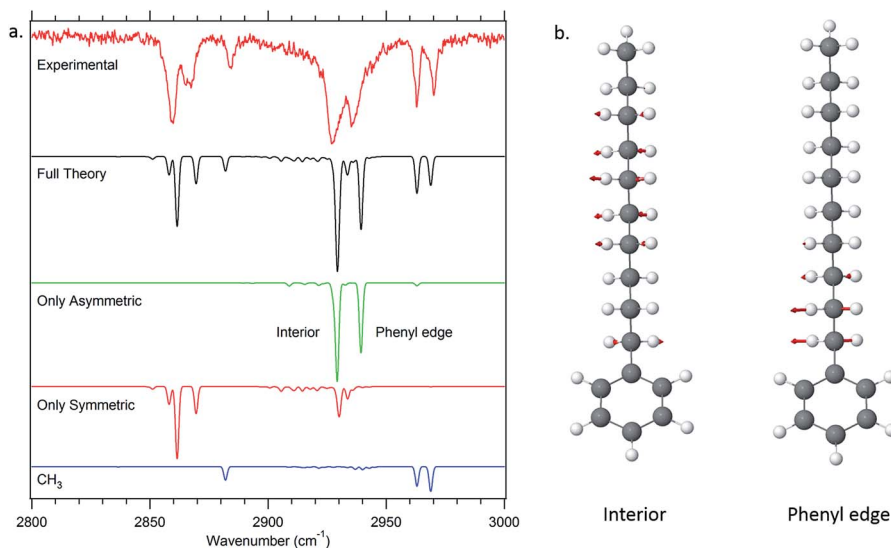 a.
Experimental
Full Theory
Only Asymmetric
Interior
Phenyl edge
Only Symmetric
CH₃
2800
2850
2900
2950
3000
Wavenumber (cm⁻¹)
b.
Interior
Phenyl edge